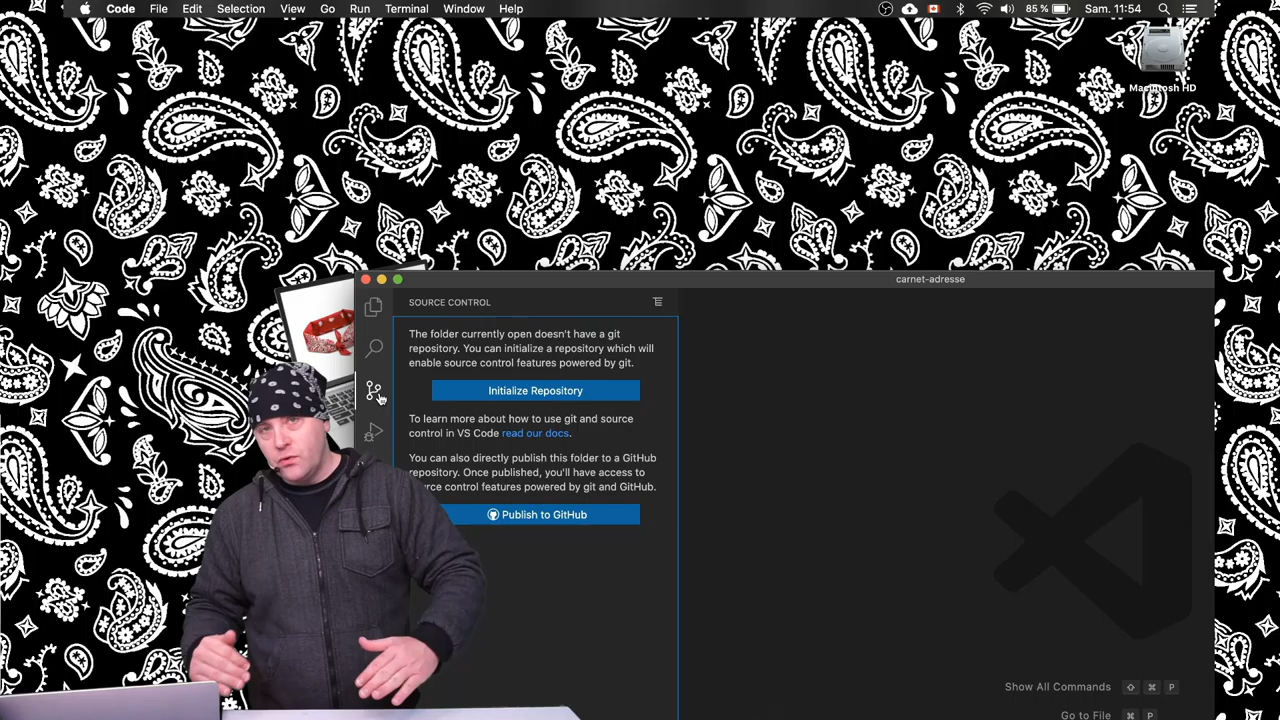 Code File Edit Selection View Go Run Terminal Window Help 85 % Sam. 11:54
Macintosh HD
carnet-adresse
SOURCE CONTROL
The folder currently open doesn't have a git
repository. You can initialize a repository which will
enable source control features powered by git.
Initialize Repository
To learn more about how to use git and source
control in VS Code read our docs.
You can also directly publish this folder to a GitHub
repository. Once published, you'll have access to
control features powered by git and GitHub.
Publish to GitHub
Show All Commands ⇧ ⌘ P
Go to File ⌘ P